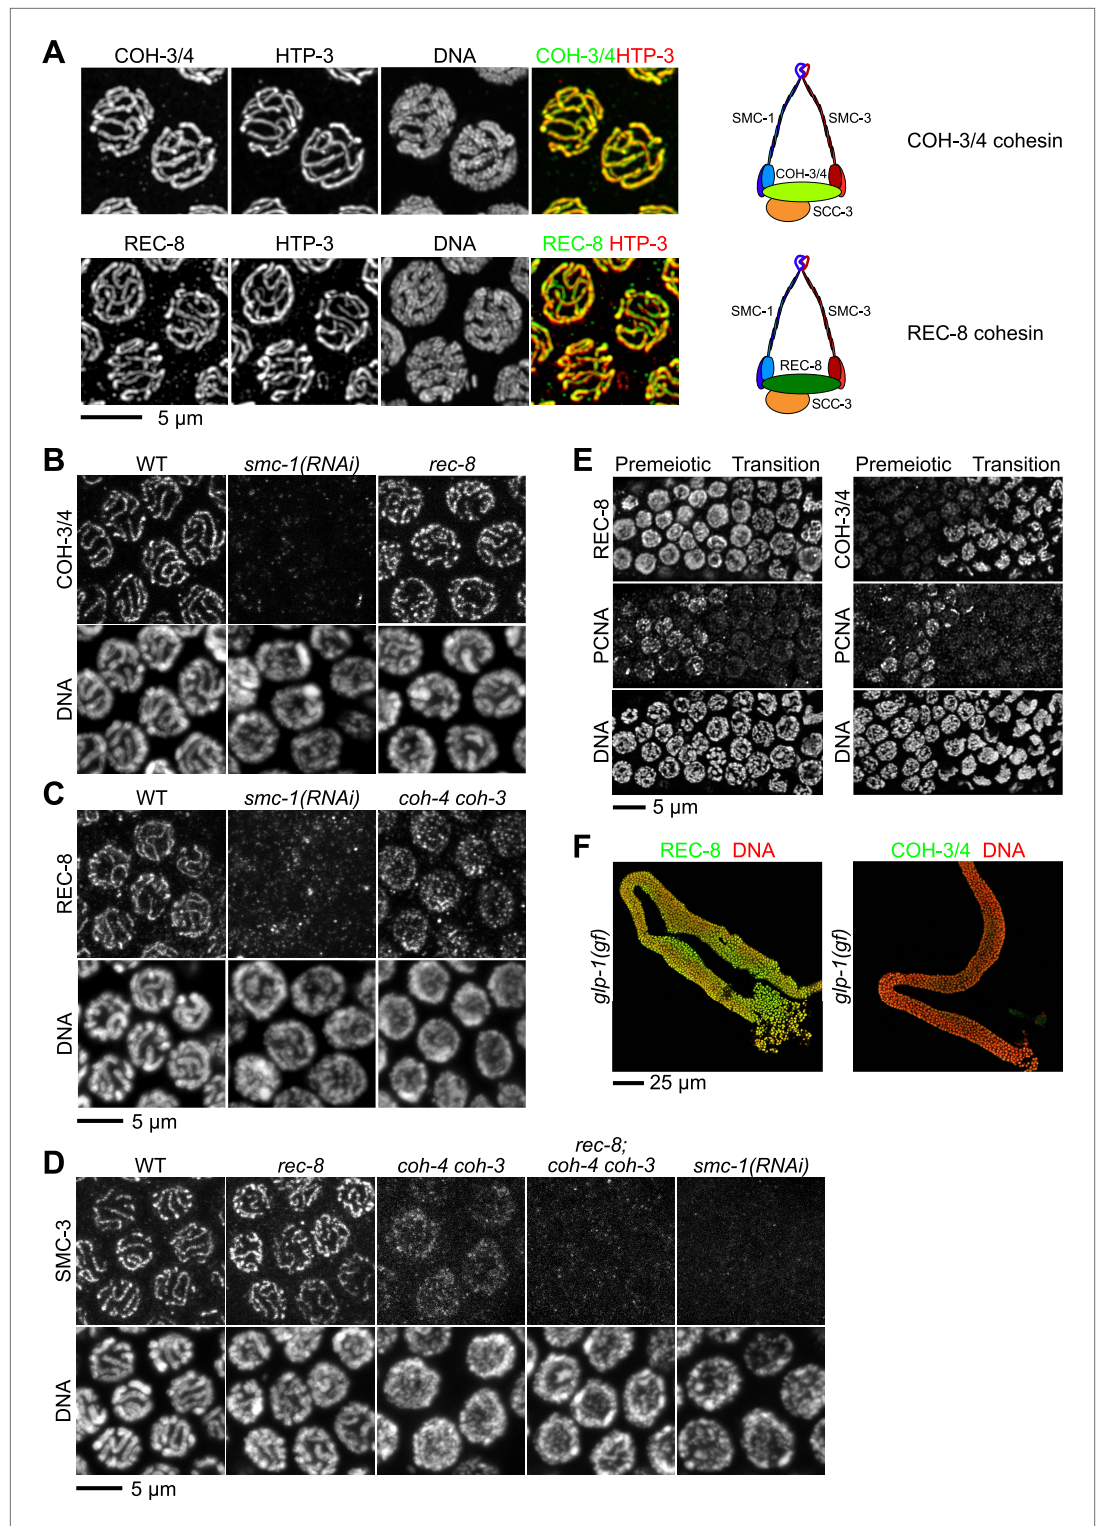 A
COH-3/4 HTP-3 DNA COH-3/4 HTP-3
SMC-1 SMC-3
COH-3/4
SCC-3
COH-3/4 cohesin
REC-8 HTP-3 DNA REC-8 HTP-3
SMC-1 SMC-3
REC-8
SCC-3
REC-8 cohesin
5 µm
B
WT smc-1(RNAi) rec-8
COH-3/4
DNA
C
WT smc-1(RNAi) coh-4 coh-3
REC-8
DNA
5 µm
D
WT rec-8 coh-4 coh-3 rec-8; coh-4 coh-3 smc-1(RNAi)
SMC-3
DNA
5 µm
E
Premeiotic Transition Premeiotic Transition
REC-8 COH-3/4
PCNA PCNA
DNA DNA
5 µm
F
REC-8 DNA COH-3/4 DNA
glp-1(gf) glp-1(gf)
25 µm